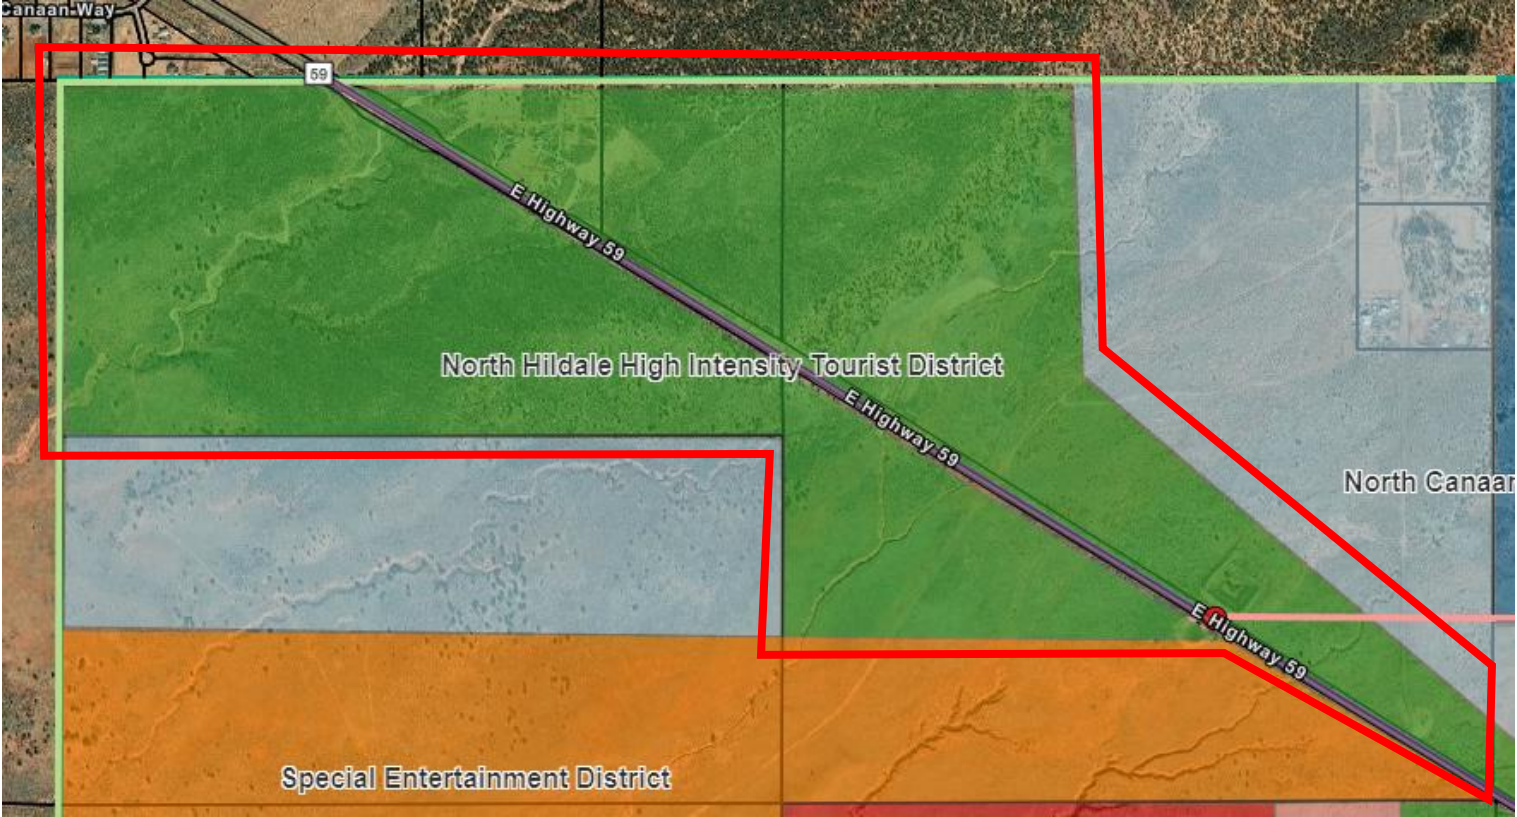 Canaan Way
59
E Highway 59
North Hildale High Intensity Tourist District
E Highway 59
North Canaan
E Highway 59
Special Entertainment District